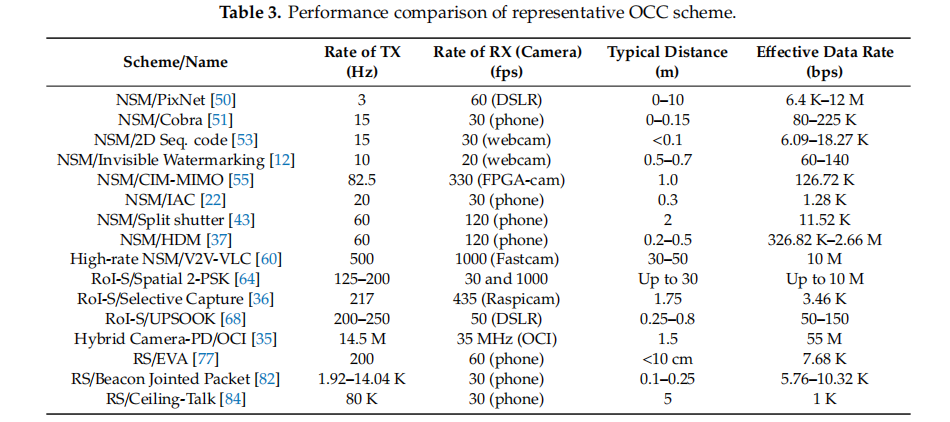 Table 3. Performance comparison of representative OCC scheme.
Scheme/Name Rate of TX (Hz) Rate of RX (Camera) (fps) Typical Distance (m) Effective Data Rate (bps)
NSM/PixNet [50] 3 60 (DSLR) 0–10 6.4 K–12 M
NSM/Cobra [51] 15 30 (phone) 0–0.15 80–225 K
NSM/2D Seq. code [53] 15 30 (webcam) <0.1 6.09–18.27 K
NSM/Invisible Watermarking [12] 10 20 (webcam) 0.5–0.7 60–140
NSM/CIM-MIMO [55] 82.5 330 (FPGA-cam) 1.0 126.72 K
NSM/IAC [22] 20 30 (phone) 0.3 1.28 K
NSM/Split shutter [43] 60 120 (phone) 2 11.52 K
NSM/HDM [37] 60 120 (phone) 0.2–0.5 326.82 K–2.66 M
High-rate NSM/V2V-VLC [60] 500 1000 (Fastcam) 30–50 10 M
RoI-S/Spatial 2-PSK [64] 125–200 30 and 1000 Up to 30 Up to 10 M
RoI-S/Selective Capture [36] 217 435 (Raspicam) 1.75 3.46 K
RoI-S/UPSOOK [68] 200–250 50 (DSLR) 0.25–0.8 50–150
Hybrid Camera-PD/OCI [35] 14.5 M 35 MHz (OCI) 1.5 55 M
RS/EVA [77] 200 60 (phone) <10 cm 7.68 K
RS/Beacon Jointed Packet [82] 1.92–14.04 K 30 (phone) 0.1–0.25 5.76–10.32 K
RS/Ceiling-Talk [84] 80 K 30 (phone) 5 1 K